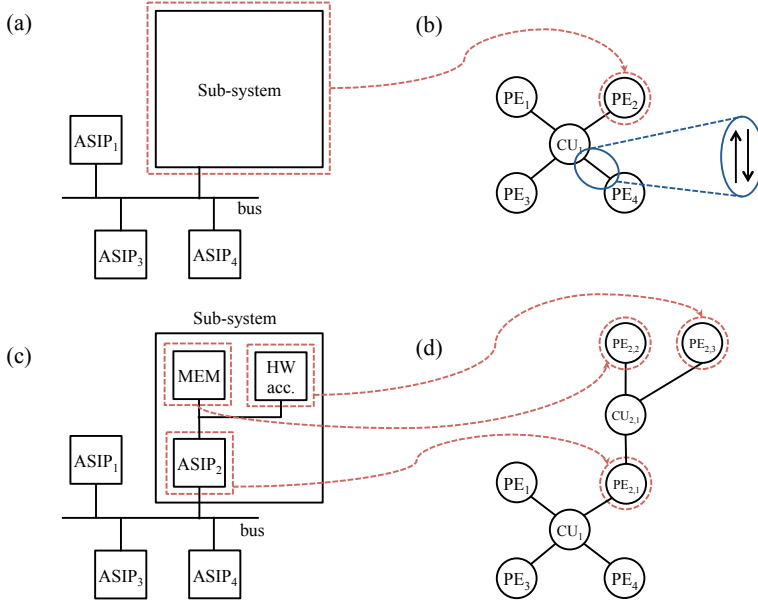 (a)
Sub-system
ASIP₁
bus
ASIP₃
ASIP₄
(b)
PE₁
PE₂
CU₁
PE₃
PE₄
(c)
Sub-system
MEM
HW
acc.
ASIP₁
ASIP₂
bus
ASIP₃
ASIP₄
(d)
PE₂,₂
PE₂,₃
CU₂,₁
PE₁
PE₂,₁
CU₁
PE₃
PE₄